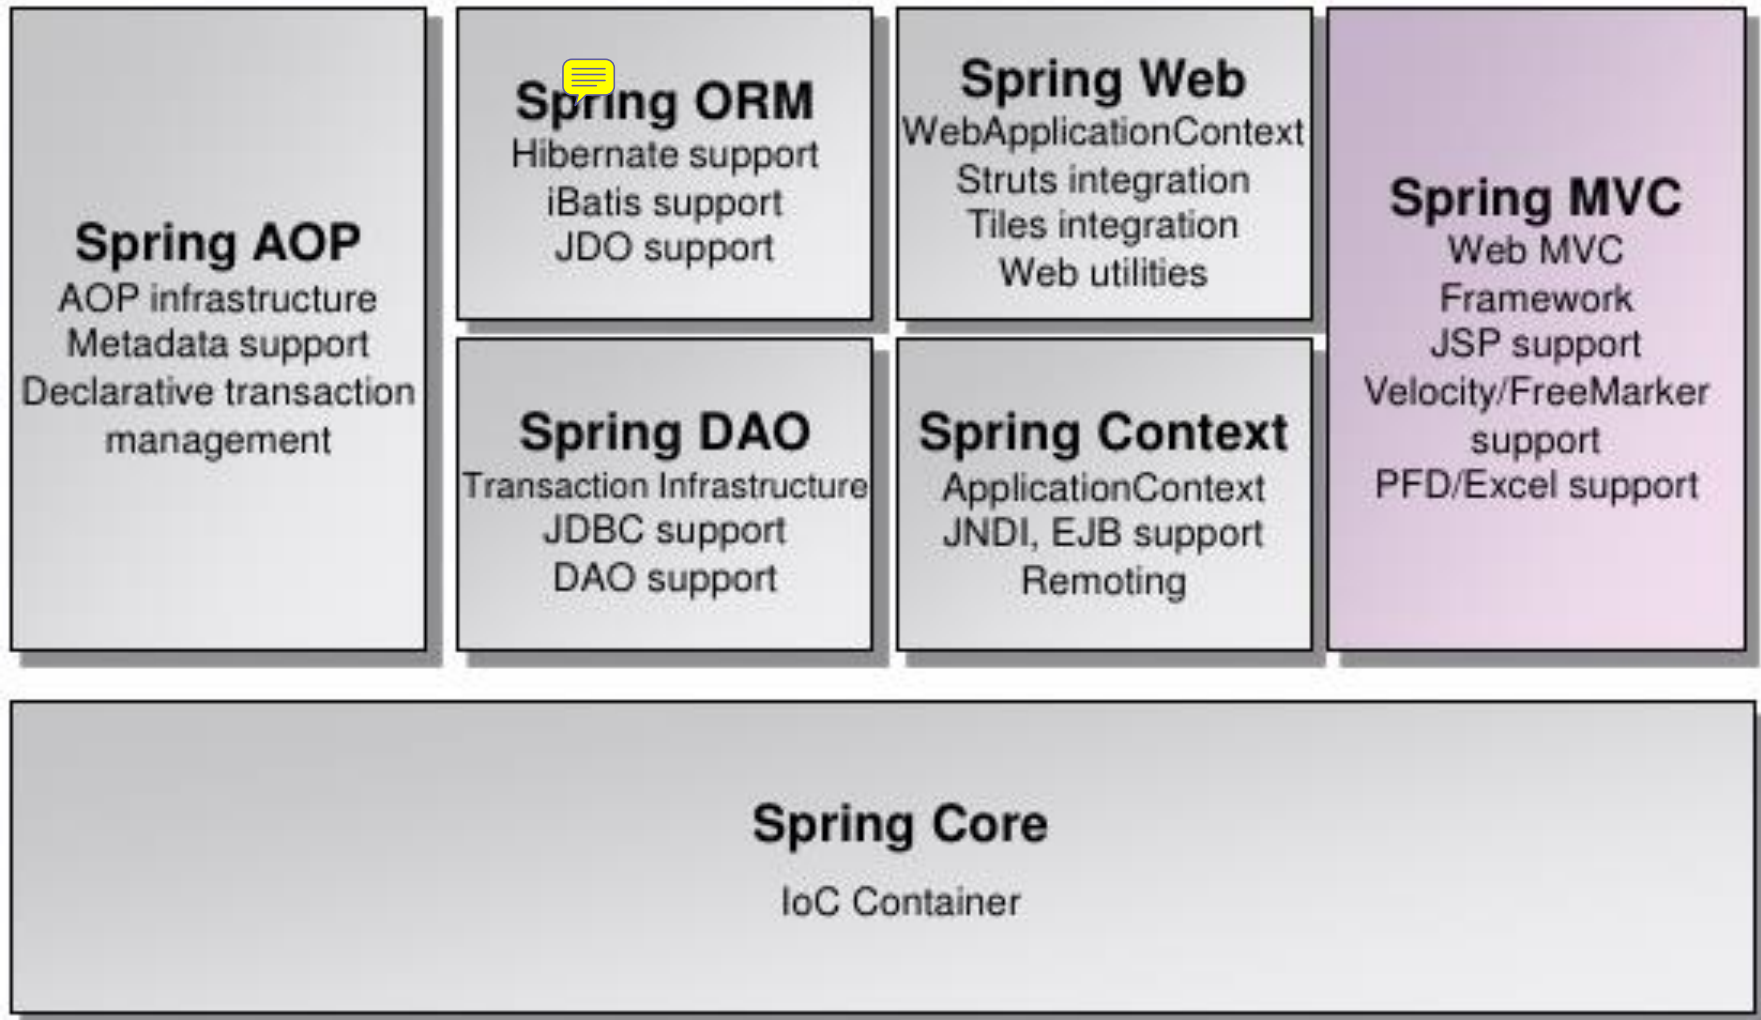 Spring AOP
AOP infrastructure
Metadata support
Declarative transaction
management
Spring ORM
Hibernate support
iBatis support
JDO support
Spring DAO
Transaction Infrastructure
JDBC support
DAO support
Spring Web
WebApplicationContext
Struts integration
Tiles integration
Web utilities
Spring Context
ApplicationContext
JNDI, EJB support
Remoting
Spring MVC
Web MVC
Framework
JSP support
Velocity/FreeMarker
support
PFD/Excel support
Spring Core
IoC Container